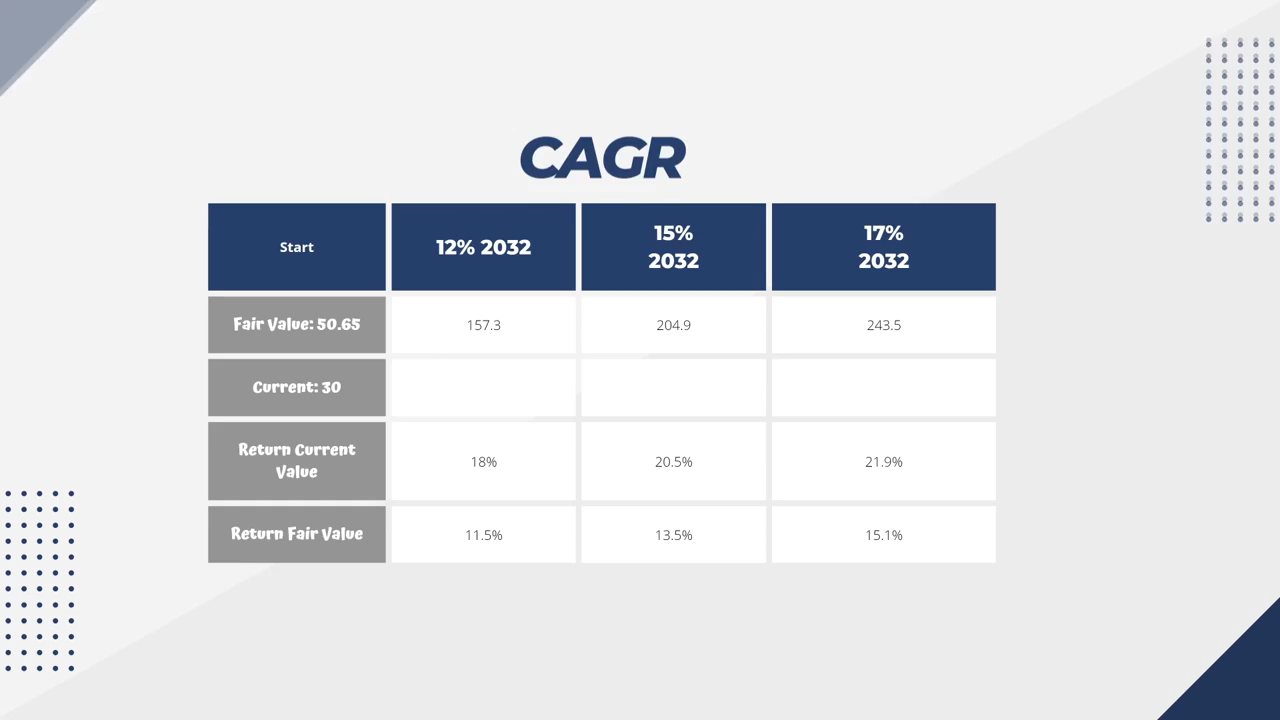 CAGR
Start
12% 2032
15%
2032
17%
2032
Fair Value: 50.65
157.3
204.9
243.5
Current: 30
Return Current
Value
18%
20.5%
21.9%
Return Fair Value
11.5%
13.5%
15.1%